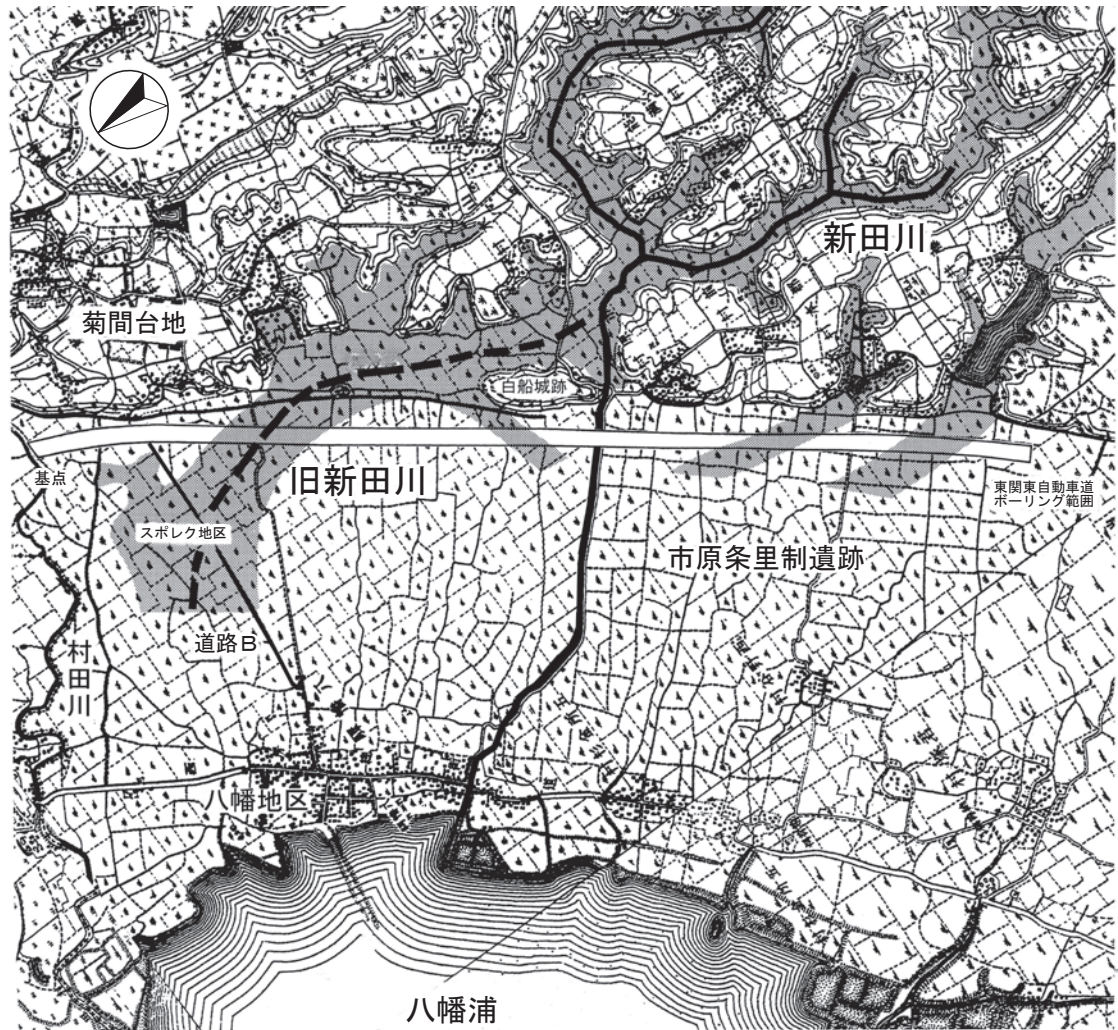 新田川
菊間台地
白船城跡
基点
旧新田川
東関東自動車道
ボーリング範囲
スポレク地区
市原条里制遺跡
道路B
村田川
八幡地区
八幡浦